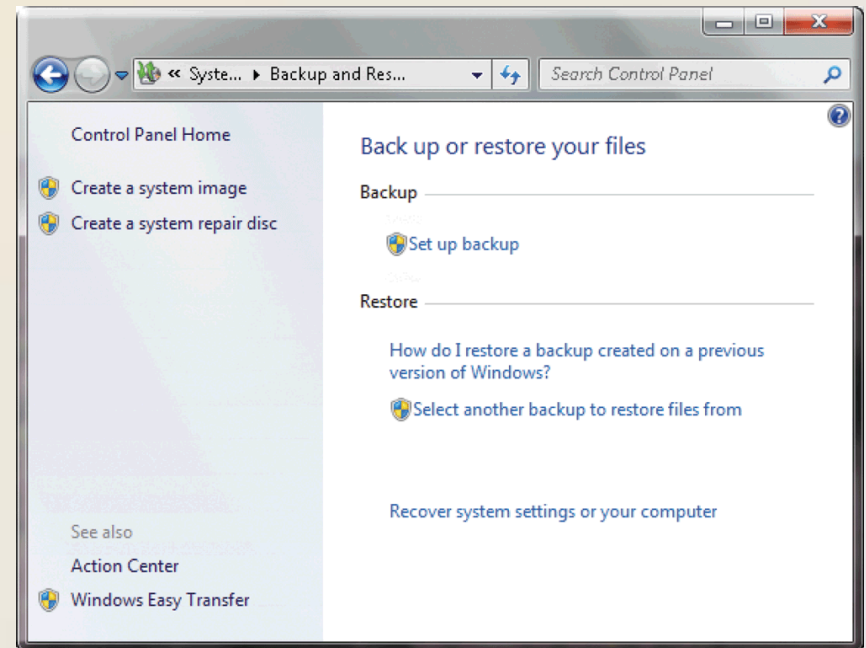 « Syste... ▸ Backup and Res...
Search Control Panel
Control Panel Home
Create a system image
Create a system repair disc
See also
Action Center
Windows Easy Transfer
Back up or restore your files
Backup
Set up backup
Restore
How do I restore a backup created on a previous
version of Windows?
Select another backup to restore files from
Recover system settings or your computer